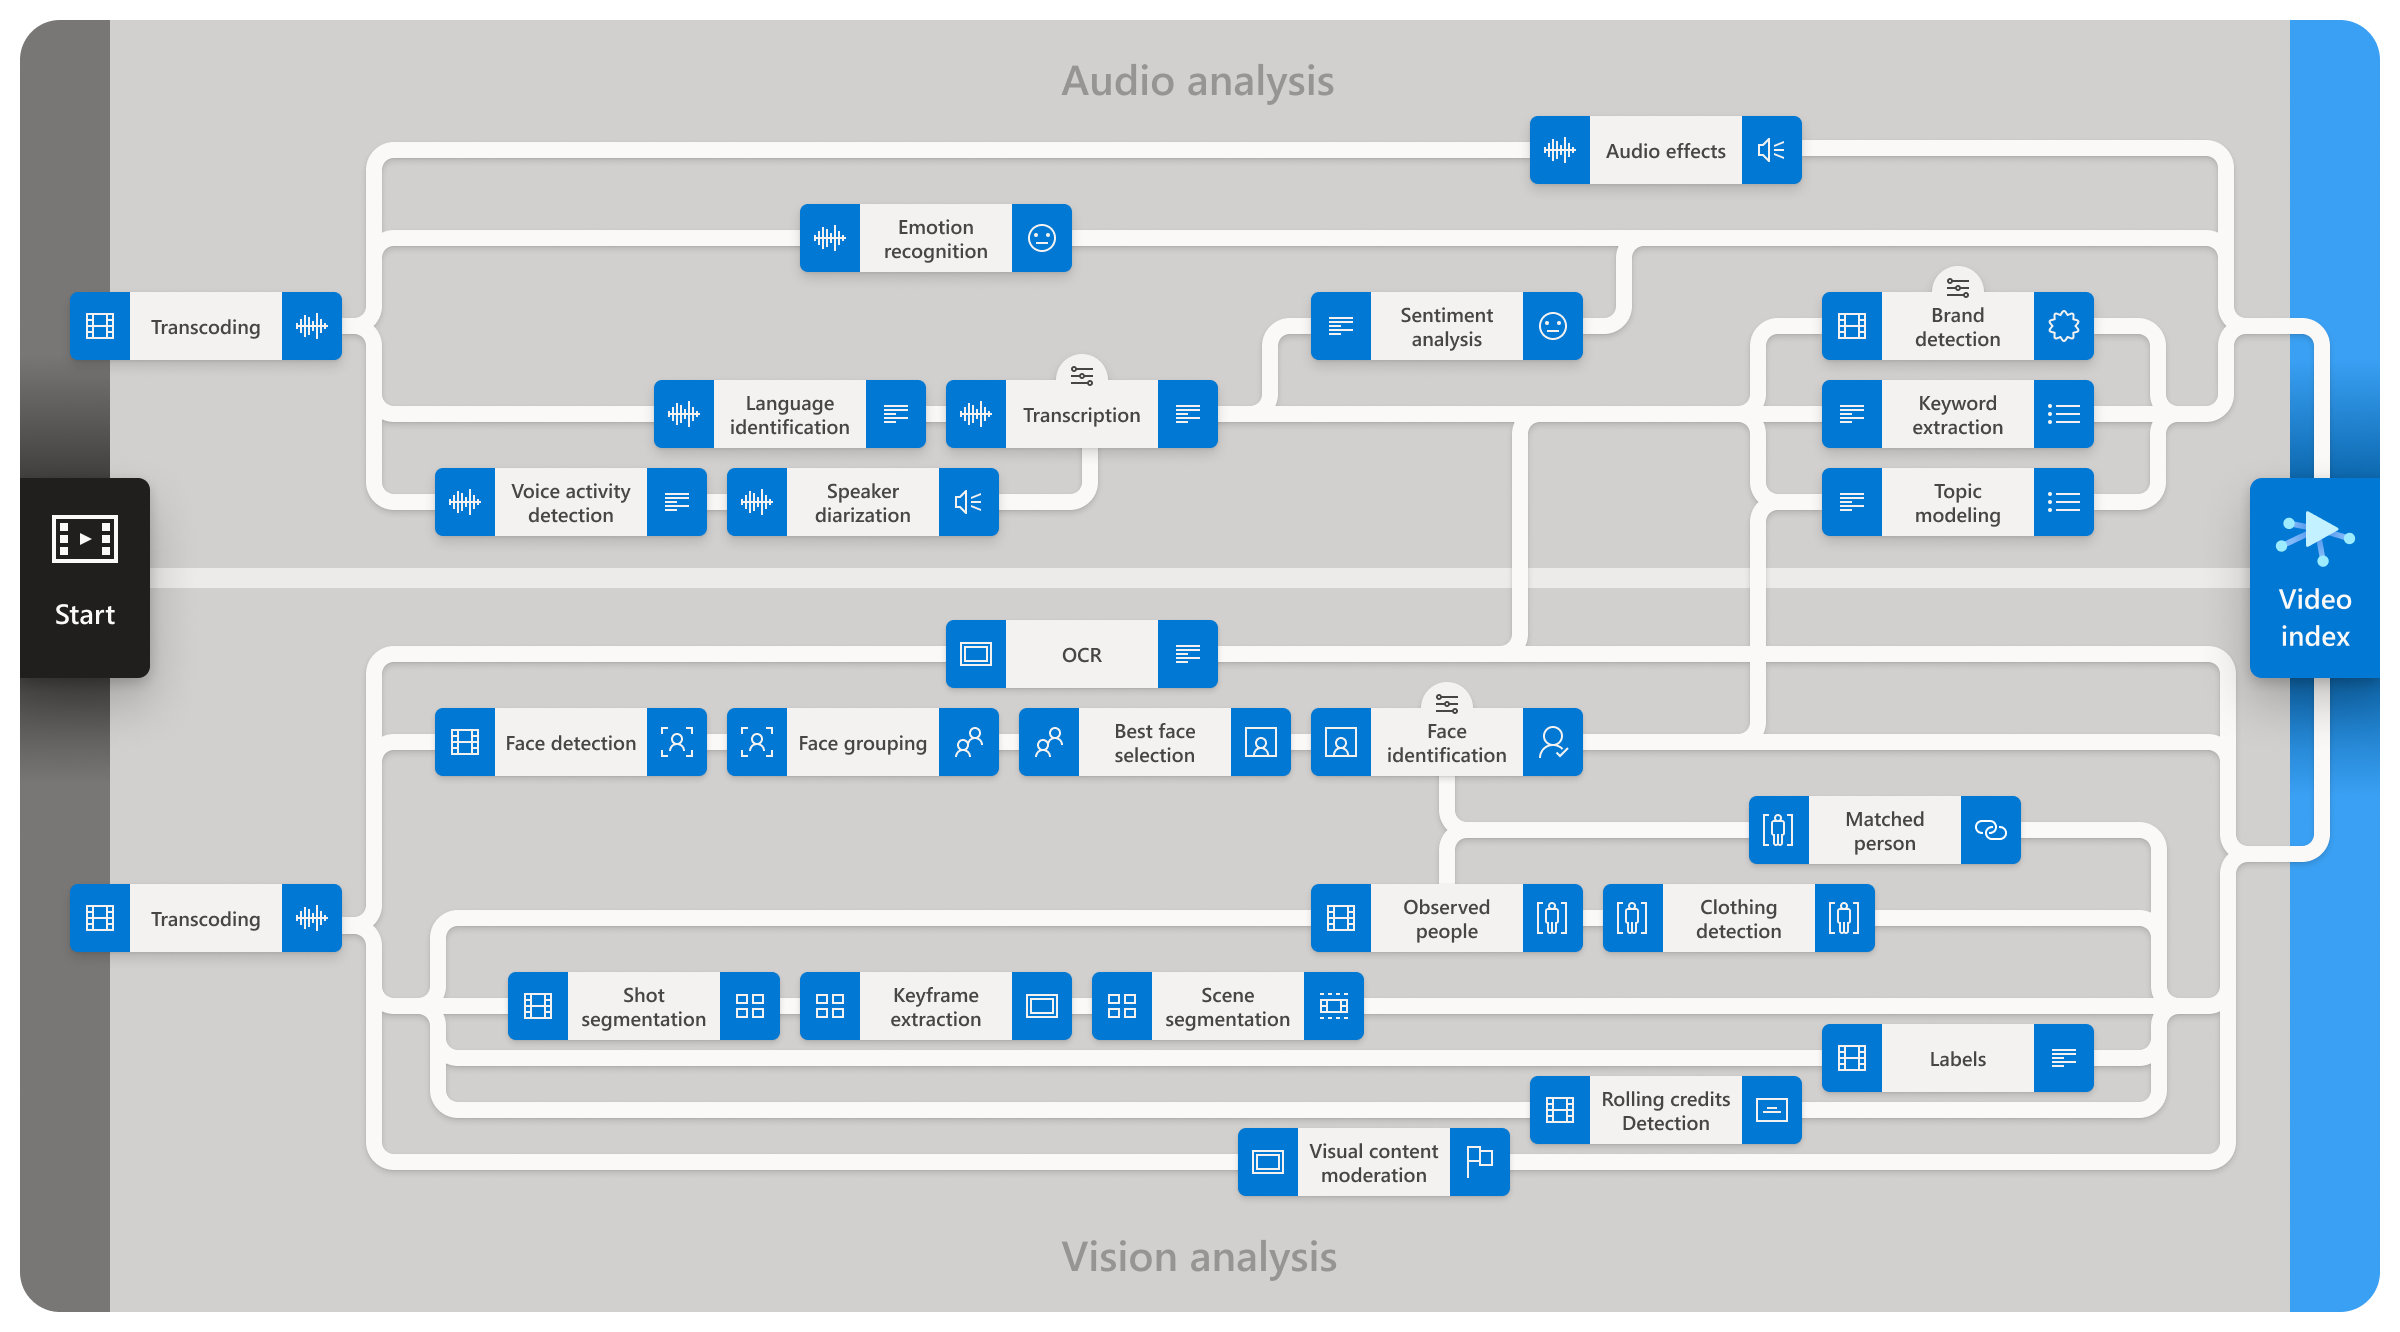 Audio analysis
Audio effects
Emotion
recognition
Transcoding
Sentiment
analysis
Brand
detection
Language
identification
Transcription
Keyword
extraction
Voice activity
detection
Speaker
diarization
Topic
modeling
Start
Video
index
OCR
Face detection
Face grouping
Best face
selection
Face
identification
Matched
person
Transcoding
Observed
people
Clothing
detection
Shot
segmentation
Keyframe
extraction
Scene
segmentation
Labels
Rolling credits
Detection
Visual content
moderation
Vision analysis